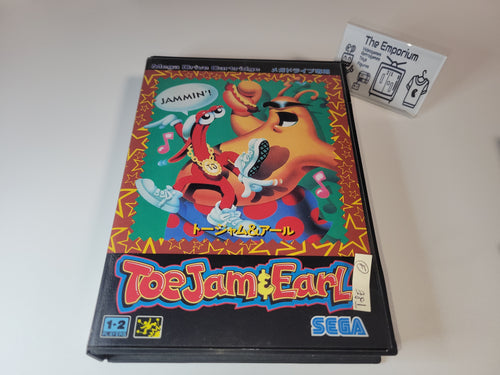 The Emporium
Mega Drive Cartridge メガドライブ専用
JAMMIN'N
トージャム&アール
ToeJam & Earl
1-2
PLAYERS
SEGA